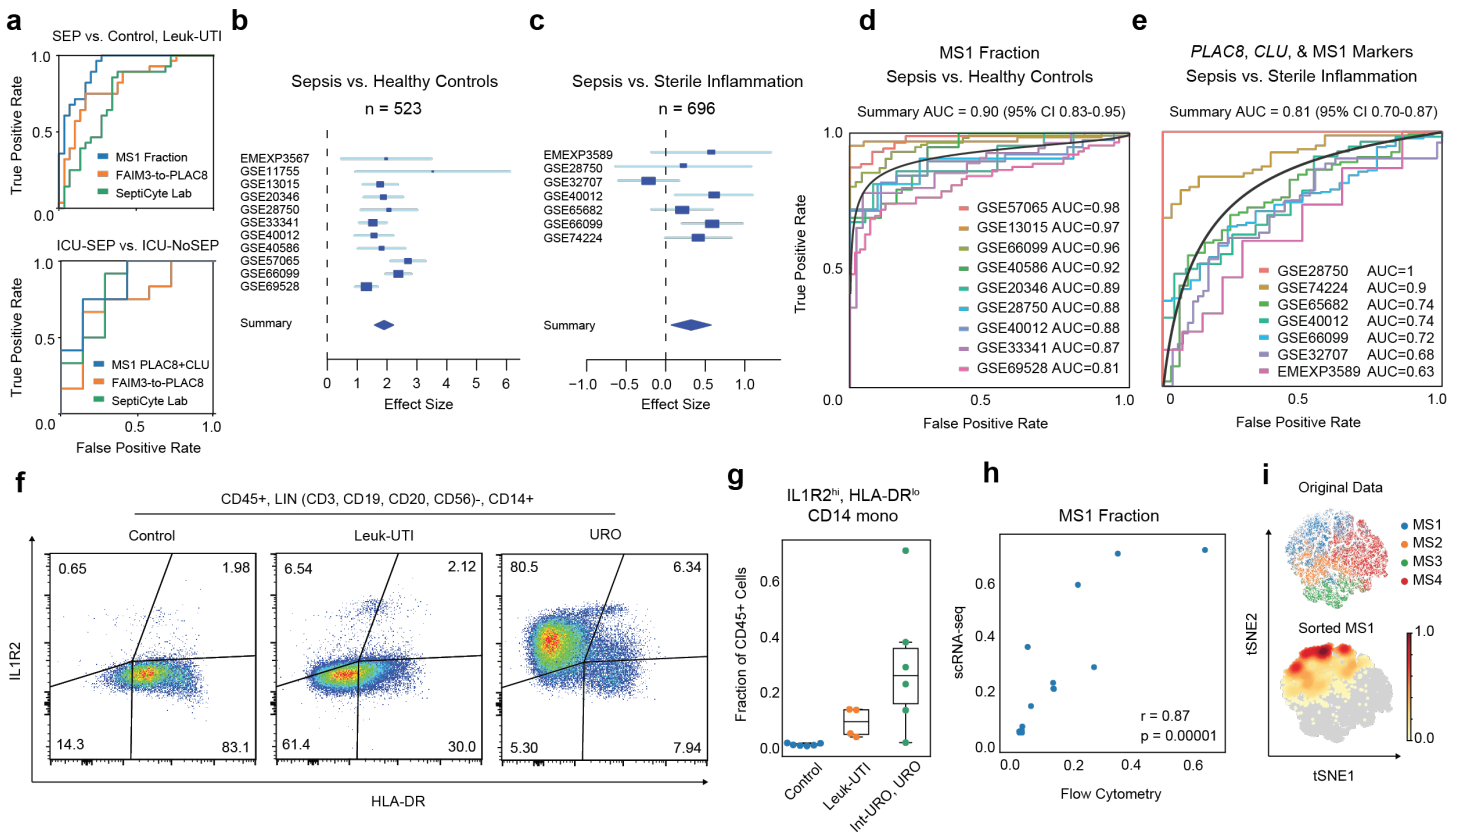 a
SEP vs. Control, Leuk-UTI
True Positive Rate
1.0
0.5
0.0
MS1 Fraction
FAIM3-to-PLAC8
SeptiCyte Lab
ICU-SEP vs. ICU-NoSEP
True Positive Rate
1.0
0.5
0.0
MS1 PLAC8+CLU
FAIM3-to-PLAC8
SeptiCyte Lab
0.5 1.0
False Positive Rate
b
Sepsis vs. Healthy Controls
n = 523
EMEXP3567
GSE11755
GSE13015
GSE20346
GSE28750
GSE33341
GSE40012
GSE40586
GSE57065
GSE66099
GSE69528
Summary
0 1 2 3 4 5 6
Effect Size
c
Sepsis vs. Sterile Inflammation
n = 696
EMEXP3589
GSE28750
GSE32707
GSE40012
GSE65682
GSE66099
GSE74224
Summary
−1.0 −0.5 0.0 0.5 1.0
Effect Size
d
MS1 Fraction
Sepsis vs. Healthy Controls
Summary AUC = 0.90 (95% CI 0.83-0.95)
True Positive Rate
1.0
0.5
GSE57065 AUC=0.98
GSE13015 AUC=0.97
GSE66099 AUC=0.96
GSE40586 AUC=0.92
GSE20346 AUC=0.89
GSE28750 AUC=0.88
GSE40012 AUC=0.88
GSE33341 AUC=0.87
GSE69528 AUC=0.81
0.0 0.5 1.0
False Positive Rate
e
PLAC8, CLU, & MS1 Markers
Sepsis vs. Sterile Inflammation
Summary AUC = 0.81 (95% CI 0.70-0.87)
GSE28750 AUC=1
GSE74224 AUC=0.9
GSE65682 AUC=0.74
GSE40012 AUC=0.74
GSE66099 AUC=0.72
GSE32707 AUC=0.68
EMEXP3589 AUC=0.63
0 0.5 1.0
False Positive Rate
f
CD45+, LIN (CD3, CD19, CD20, CD56)-, CD14+
Control
0.65 1.98
14.3 83.1
Leuk-UTI
6.54 2.12
61.4 30.0
URO
80.5 6.34
5.30 7.94
IL1R2
HLA-DR
g
IL1R2hi, HLA-DRlo
CD14 mono
Fraction of CD45+ Cells
0.6
0.4
0.2
0.0
Control
Leuk-UTI
Int-URO, URO
h
MS1 Fraction
scRNA-seq
0.6
0.4
0.2
0.0
r = 0.87
p = 0.00001
0.0 0.2 0.4 0.6
Flow Cytometry
i
Original Data
MS1
MS2
MS3
MS4
Sorted MS1
1.0
0.0
tSNE2
tSNE1